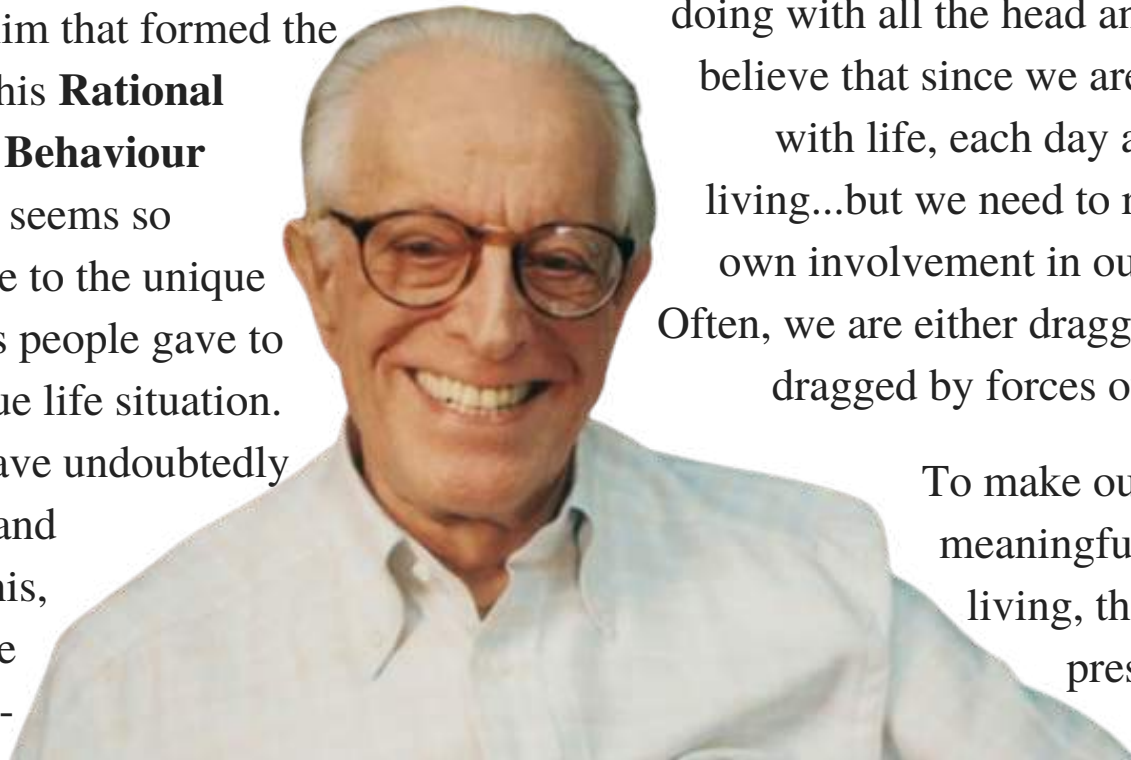 im that formed the
his Rational
Behaviour
seems so
e to the unique
s people gave to
ue life situation.
ave undoubtedly
and
his,
e
-
doing with all the head an
believe that since we are
with life, each day a
living...but we need to r
own involvement in ou
Often, we are either dragg
dragged by forces o
To make ou
meaningfu
living, th
pres